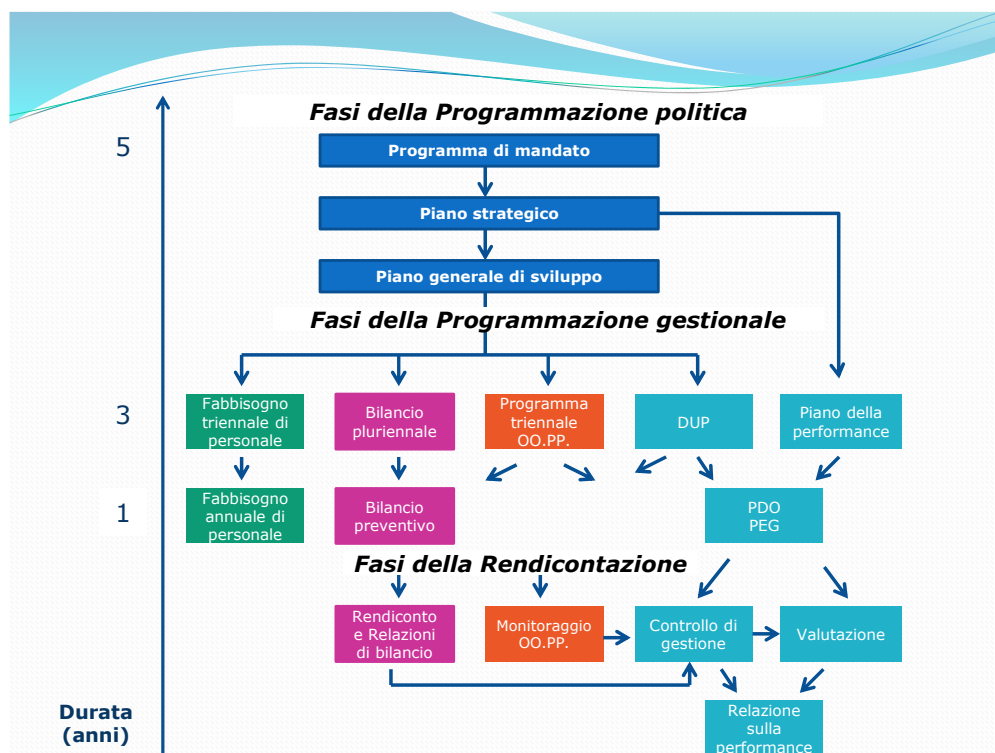 Fasi della Programmazione politica
5
Programma di mandato
Piano strategico
Piano generale di sviluppo
Fasi della Programmazione gestionale
3
Fabbisogno
triennale di
personale
Bilancio
pluriennale
Programma
triennale
OO.PP.
DUP
Piano della
performance
1
Fabbisogno
annuale di
personale
Bilancio
preventivo
PDO
PEG
Fasi della Rendicontazione
Rendiconto
e Relazioni
di bilancio
Monitoraggio
OO.PP.
Controllo di
gestione
Valutazione
Durata
(anni)
Relazione
sulla
performance